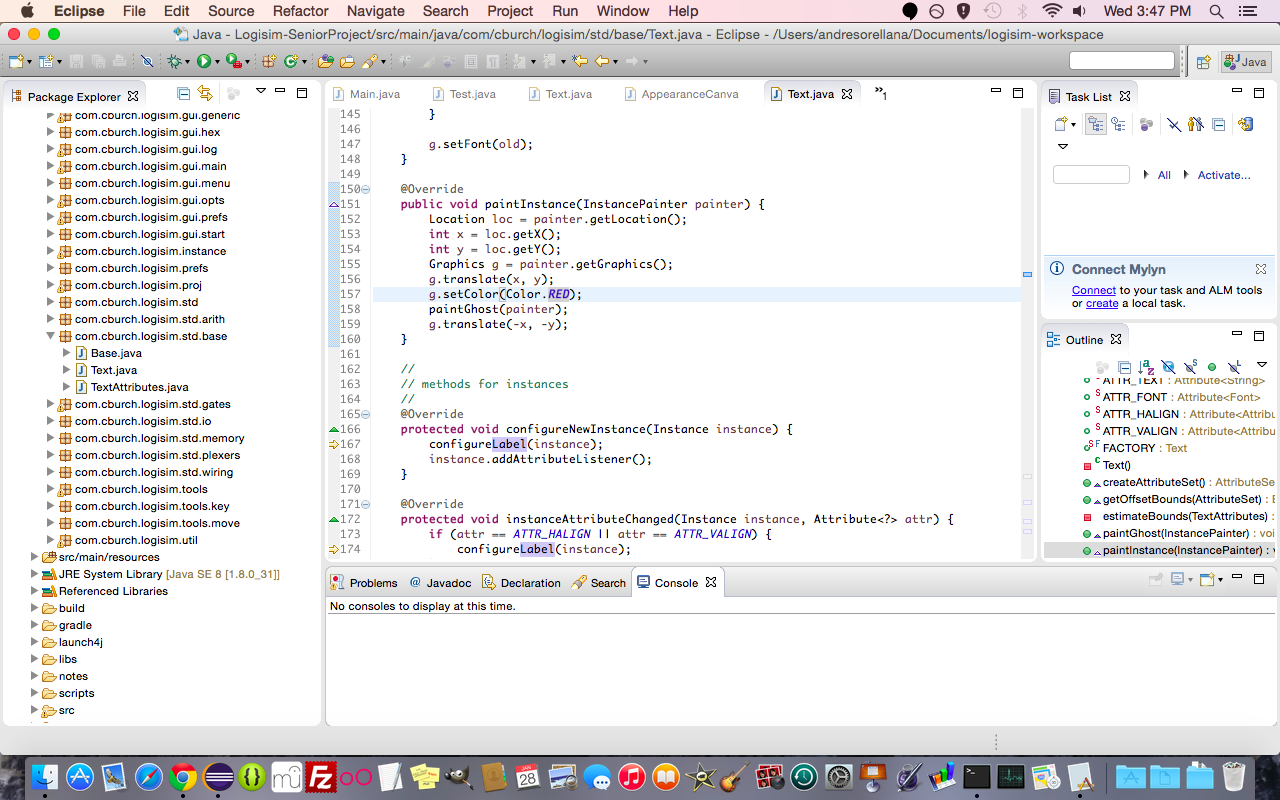 Eclipse File Edit Source Refactor Navigate Search Project Run Window Help Wed 3:47 PM
Java - Logisim-SeniorProject/src/main/java/com/cburch/logisim/std/base/Text.java - Eclipse - /Users/andresorellana/Documents/logisim-workspace
Java
Package Explorer
com.cburch.logisim.gui.generic
com.cburch.logisim.gui.hex
com.cburch.logisim.gui.log
com.cburch.logisim.gui.main
com.cburch.logisim.gui.menu
com.cburch.logisim.gui.opts
com.cburch.logisim.gui.prefs
com.cburch.logisim.gui.start
com.cburch.logisim.instance
com.cburch.logisim.prefs
com.cburch.logisim.proj
com.cburch.logisim.std
com.cburch.logisim.std.arith
com.cburch.logisim.std.base
Base.java
Text.java
TextAttributes.java
com.cburch.logisim.std.gates
com.cburch.logisim.std.io
com.cburch.logisim.std.memory
com.cburch.logisim.std.plexers
com.cburch.logisim.std.wiring
com.cburch.logisim.tools
com.cburch.logisim.tools.key
com.cburch.logisim.tools.move
com.cburch.logisim.util
src/main/resources
JRE System Library [Java SE 8 [1.8.0_31]]
Referenced Libraries
build
gradle
launch4j
libs
notes
scripts
src
Main.java Test.java Text.java AppearanceCanva Text.java »1
145 }
146
147 g.setFont(old);
148 }
149
150 @Override
151 public void paintInstance(InstancePainter painter) {
152 Location loc = painter.getLocation();
153 int x = loc.getX();
154 int y = loc.getY();
155 Graphics g = painter.getGraphics();
156 g.translate(x, y);
157 g.setColor(Color.RED);
158 paintGhost(painter);
159 g.translate(-x, -y);
160 }
161
162 //
163 // methods for instances
164 //
165 @Override
166 protected void configureNewInstance(Instance instance) {
167 configureLabel(instance);
168 instance.addAttributeListener();
169 }
170
171 @Override
172 protected void instanceAttributeChanged(Instance instance, Attribute<?> attr) {
173 if (attr == ATTR_HALIGN || attr == ATTR_VALIGN) {
174 configureLabel(instance);
Task List
All Activate...
Connect Mylyn
Connect to your task and ALM tools
or create a local task.
Outline
ATTR_TEXT : Attribute<String>
ATTR_FONT : Attribute<Font>
ATTR_HALIGN : Attribute<Attribu
ATTR_VALIGN : Attribute<Attribu
FACTORY : Text
Text()
createAttributeSet() : AttributeSe
getOffsetBounds(AttributeSet) : B
estimateBounds(TextAttributes) :
paintGhost(InstancePainter) : voi
paintInstance(InstancePainter) : v
Problems @ Javadoc Declaration Search Console
No consoles to display at this time.
JAN
28